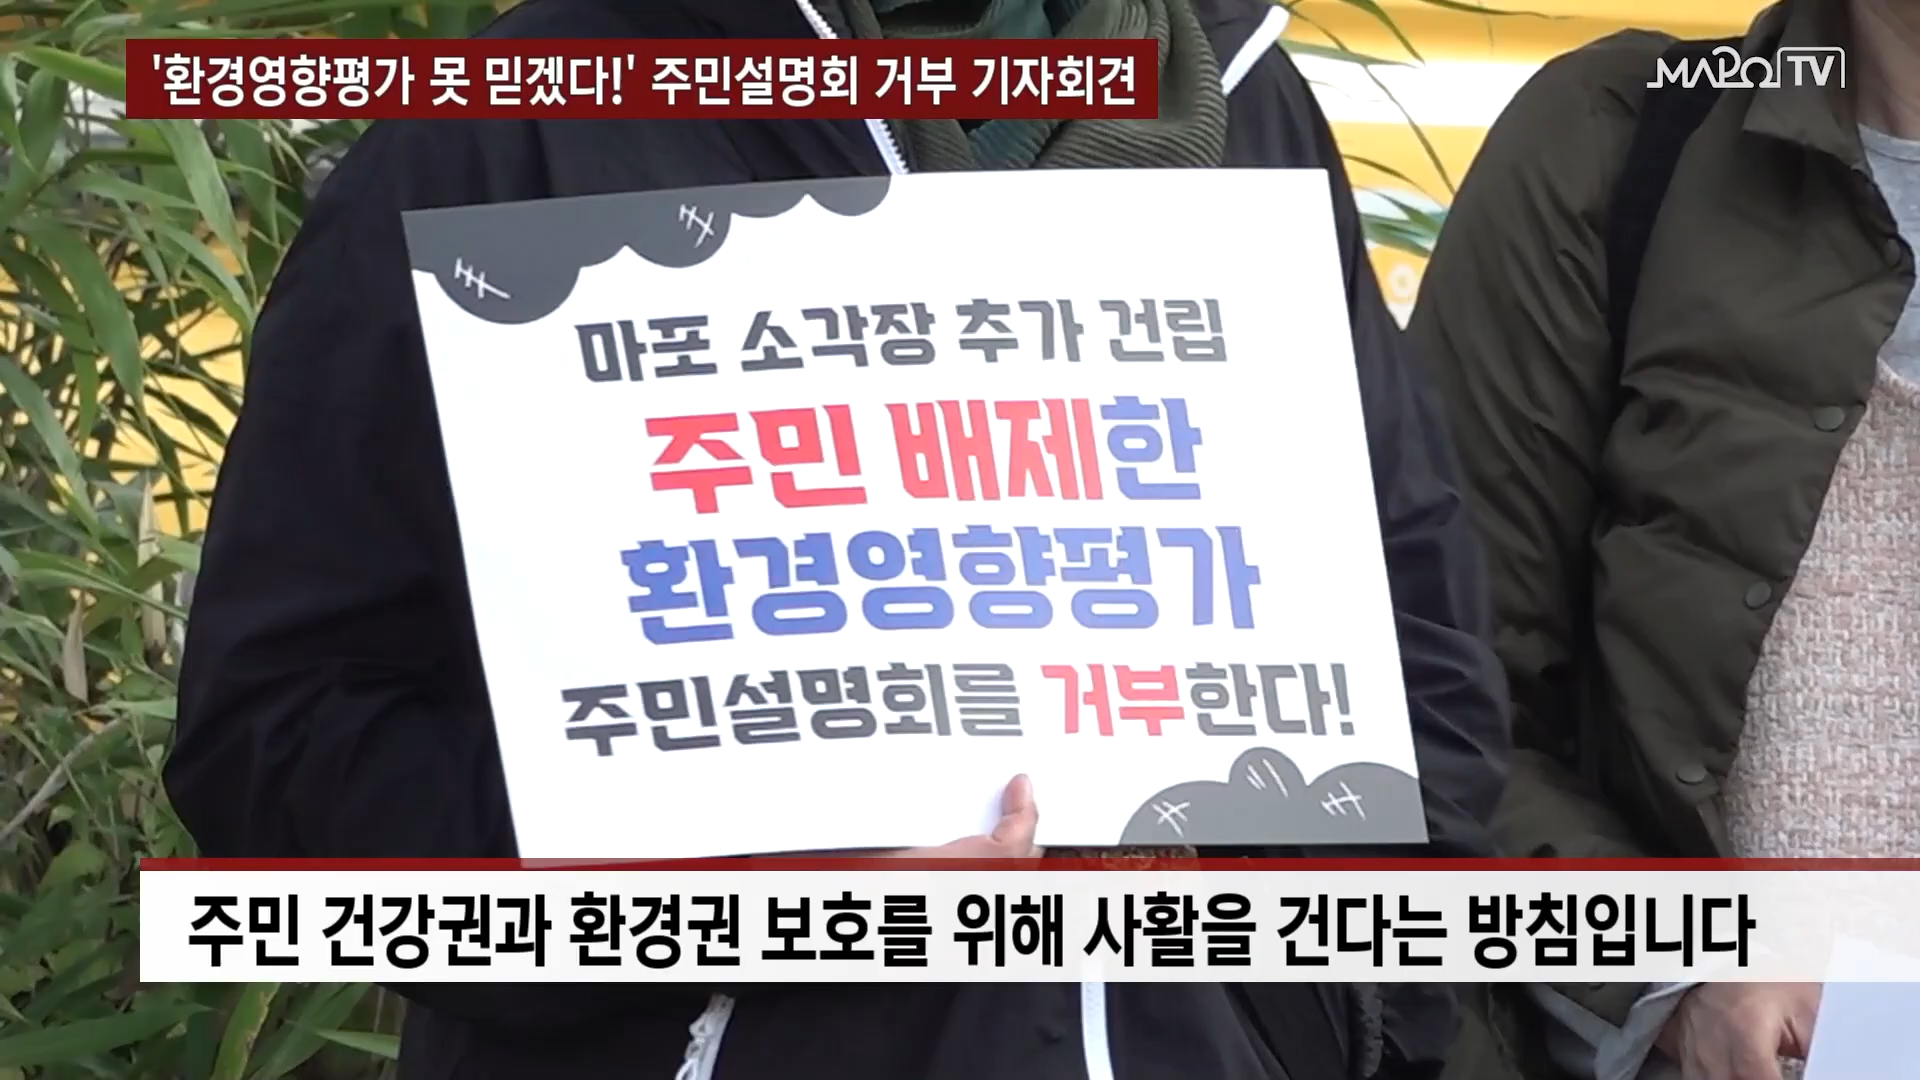 '환경영향평가 못 믿겠다!' 주민설명회 거부 기자회견
MAPO TV
마포 소각장 추가 건립
주민 배제한
환경영향평가
주민설명회를 거부한다!
주민 건강권과 환경권 보호를 위해 사활을 건다는 방침입니다